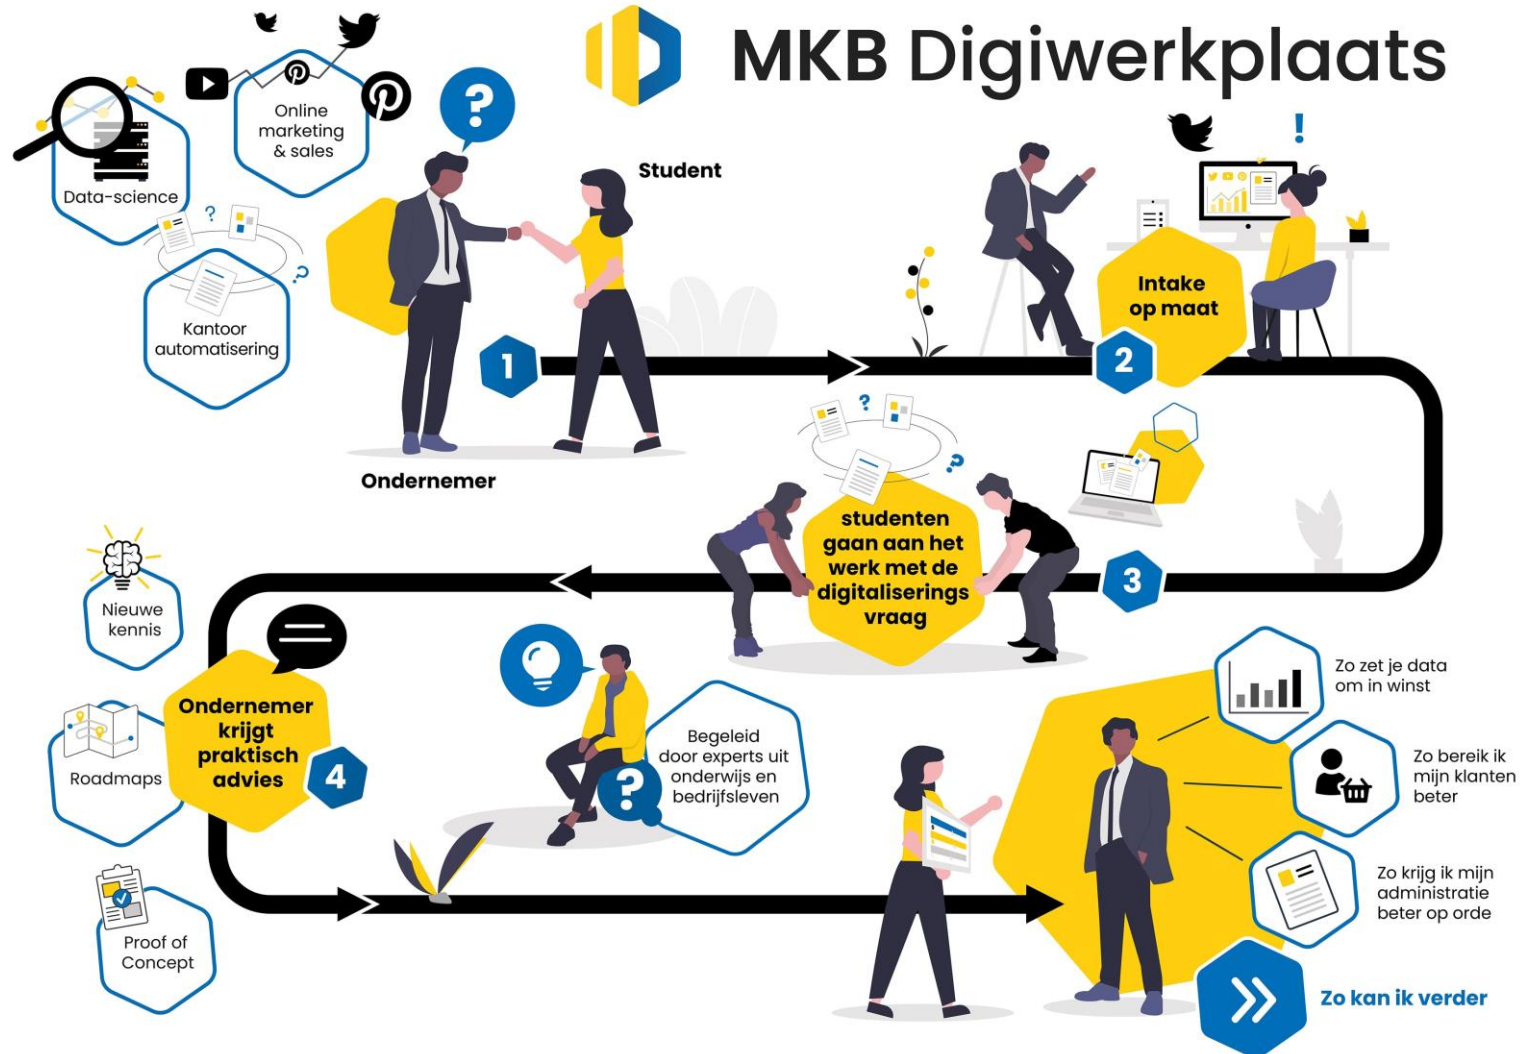 MKB Digiwerkplaats
Online
marketing
& sales
Data-science
Kantoor
automatisering
?
?
?
Student
Ondernemer
1
!
Intake
op maat
2
?
?
studenten
gaan aan het
werk met de
digitaliserings
vraag
3
Nieuwe
kennis
Roadmaps
Proof of
Concept
Ondernemer
krijgt
praktisch
advies
4
?
Begeleid
door experts uit
onderwijs en
bedrijfsleven
Zo zet je data
om in winst
Zo bereik ik
mijn klanten
beter
Zo krijg ik mijn
administratie
beter op orde
Zo kan ik verder